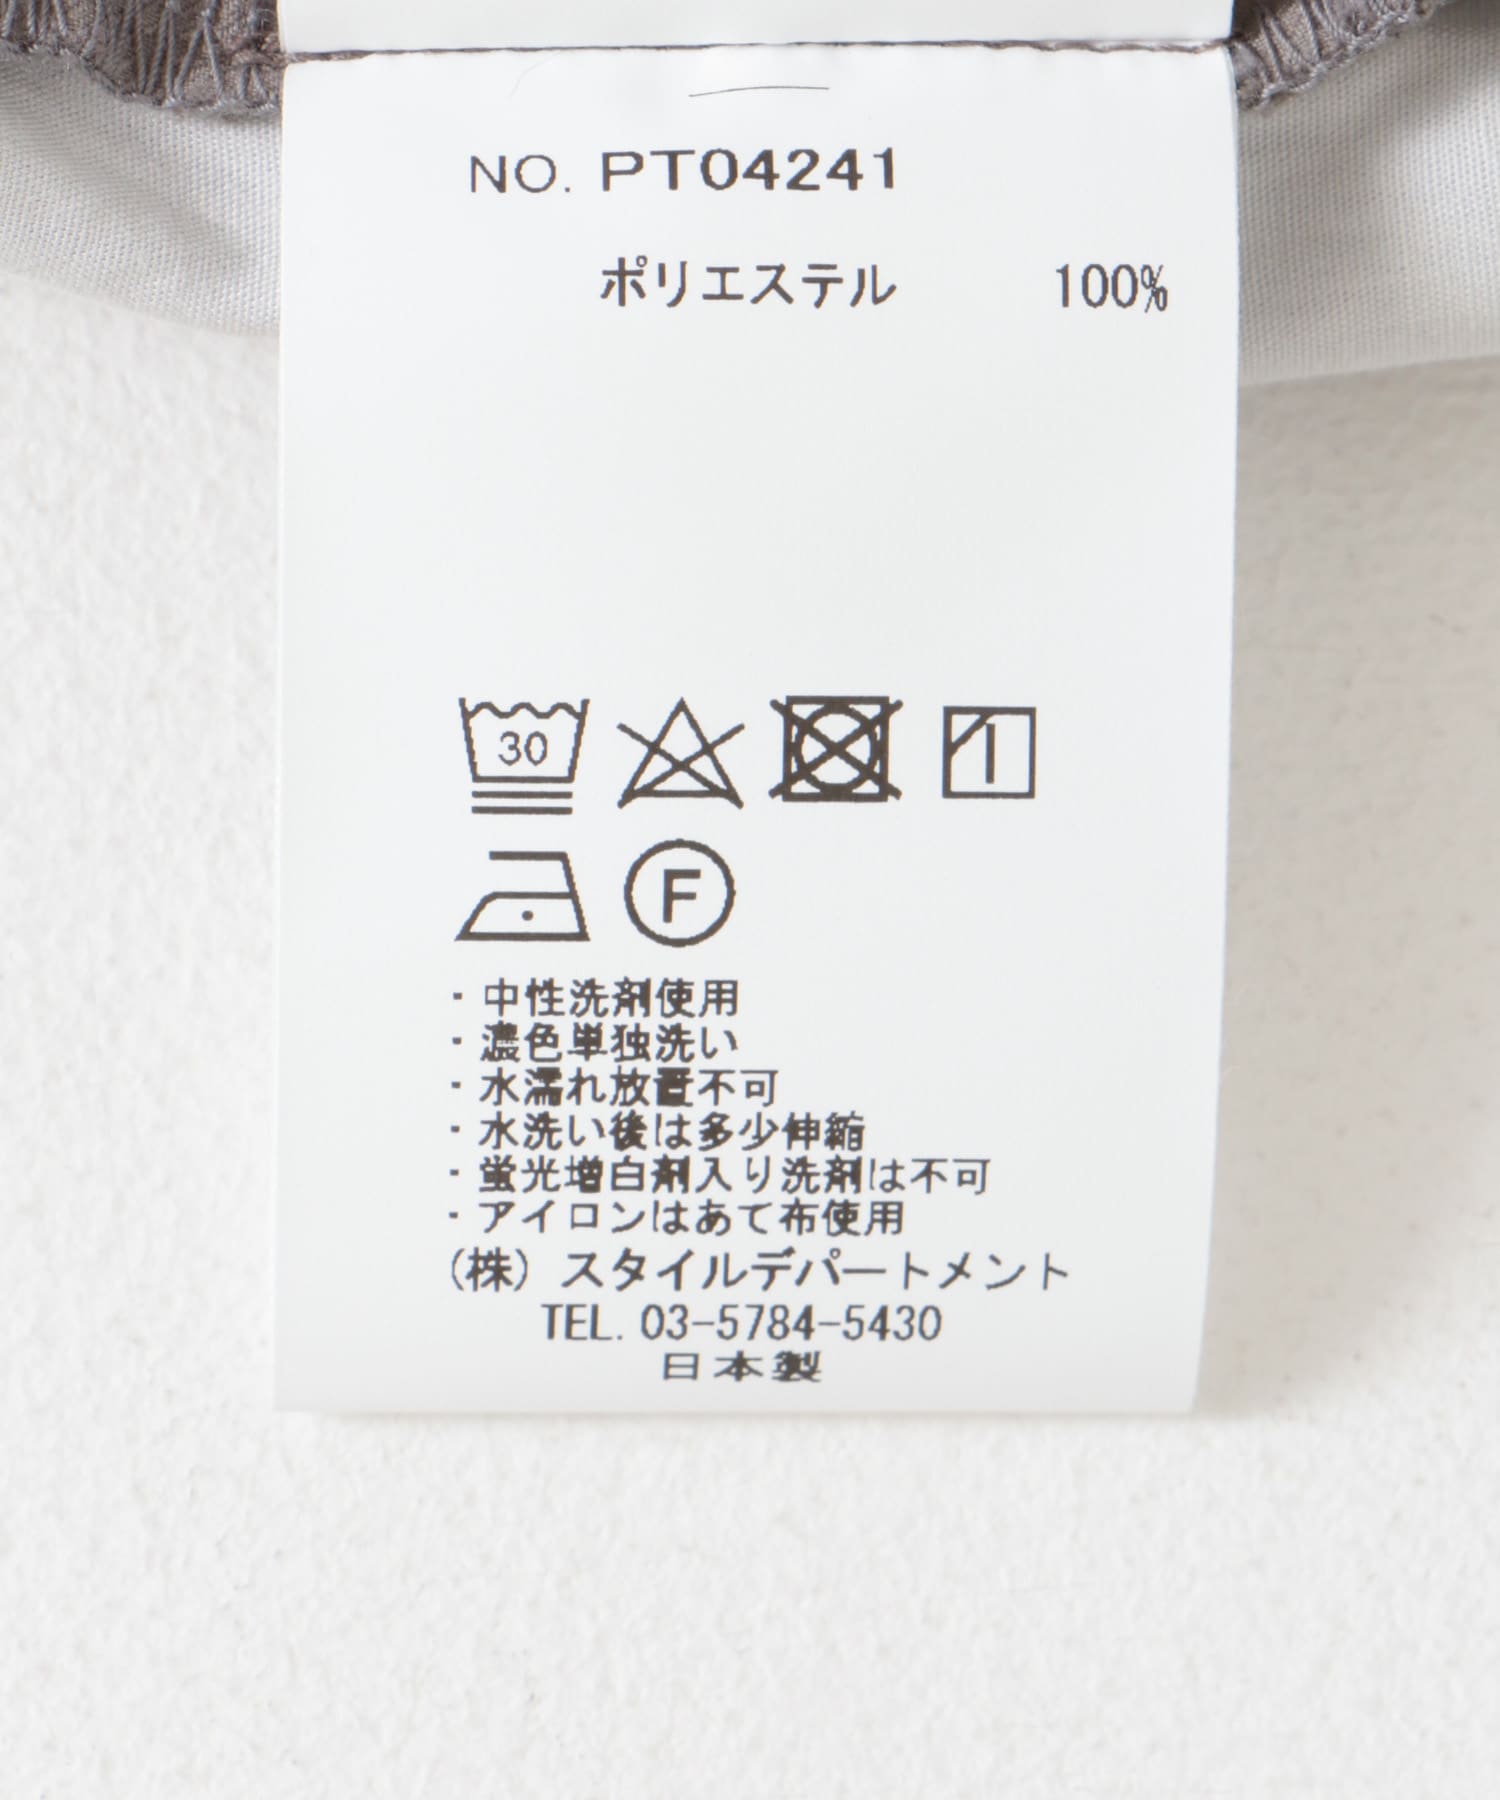 NO. PT04241
ポリエステル 100%
30
F
・中性洗剤使用
・濃色単独洗い
・水濡れ放置不可
・水洗い後は多少伸縮
・蛍光増白剤入り洗剤は不可
・アイロンはあて布使用
(株) スタイルデパートメント
TEL. 03-5784-5430
日本製